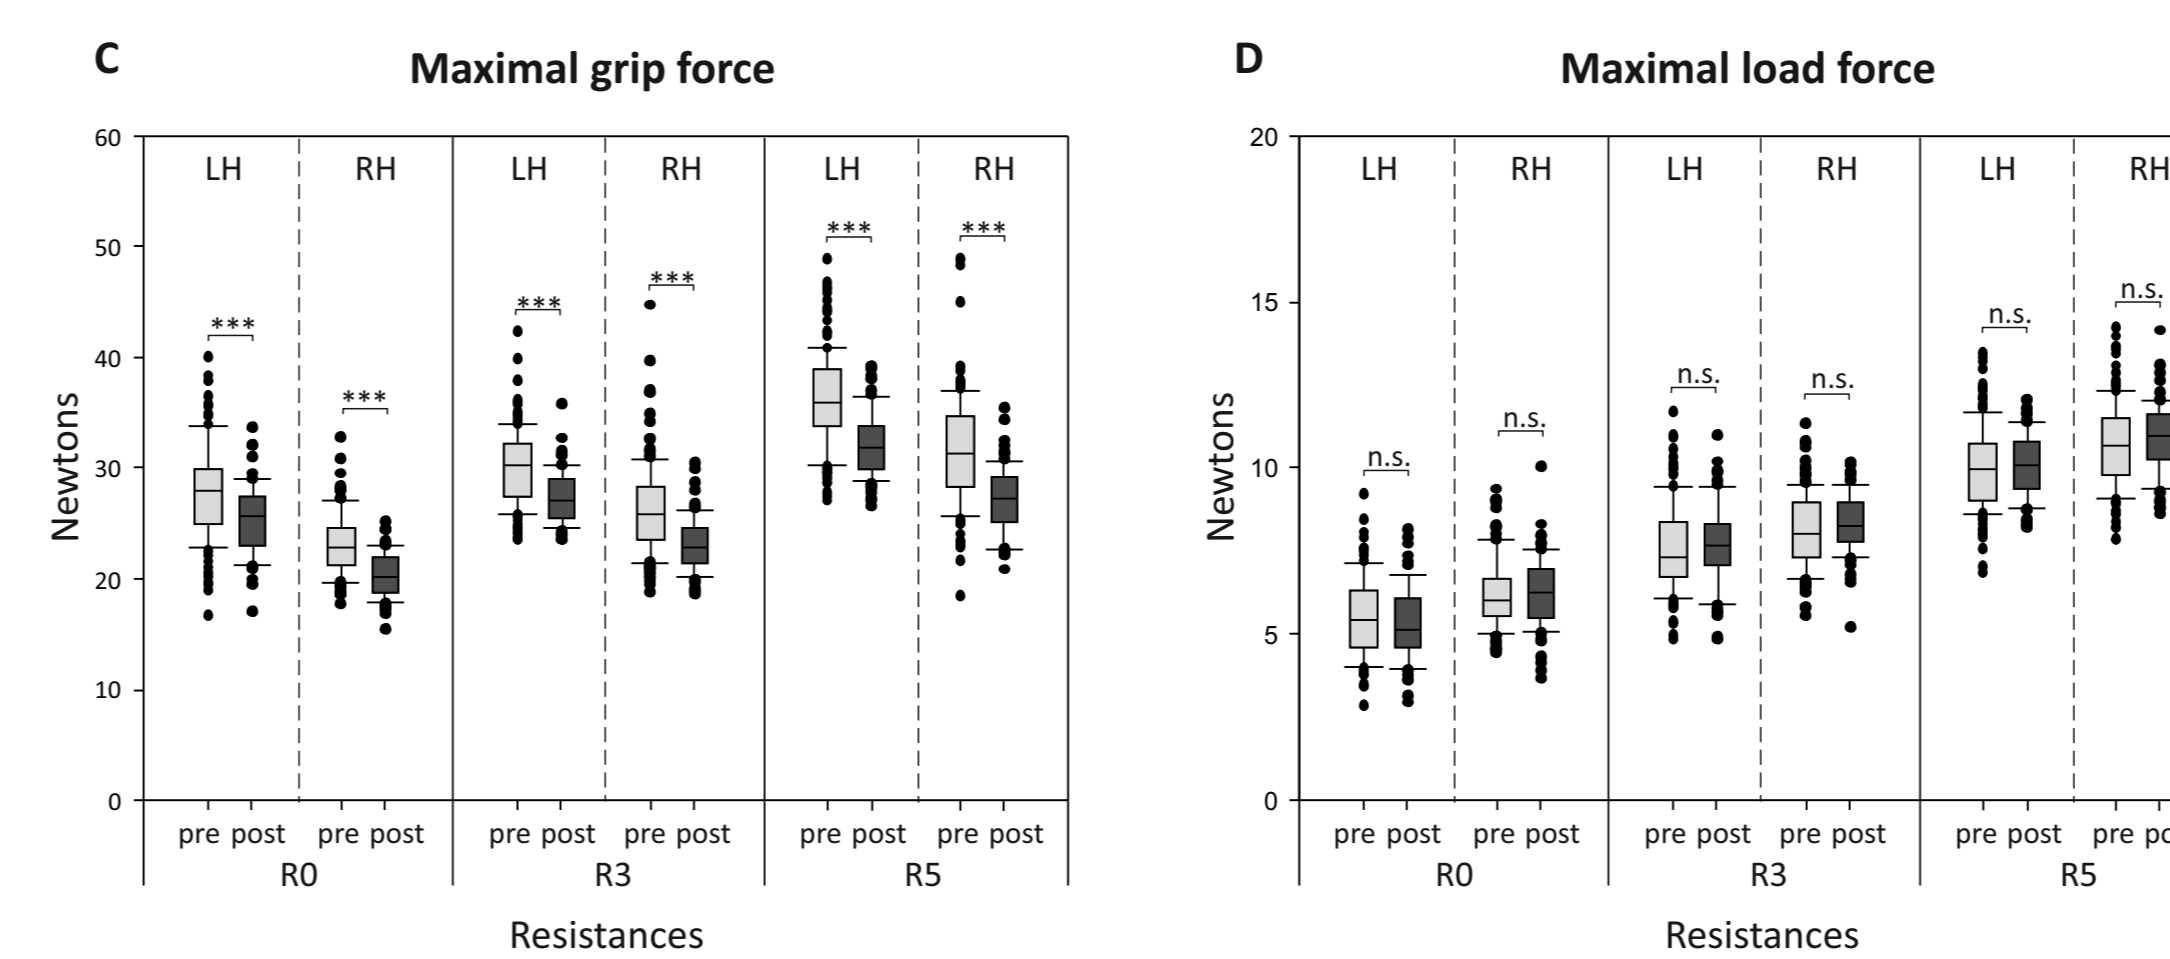 C
Maximal grip force
60
50
40
30
20
10
0
Newtons
LH RH LH RH LH RH
*** *** *** *** *** ***
pre post pre post pre post pre post pre post pre post
R0 R3 R5
Resistances
D
Maximal load force
20
15
10
5
0
Newtons
LH RH LH RH LH RH
n.s. n.s. n.s. n.s. n.s. n.s.
pre post pre post pre post pre post pre post pre po
R0 R3 R5
Resistances